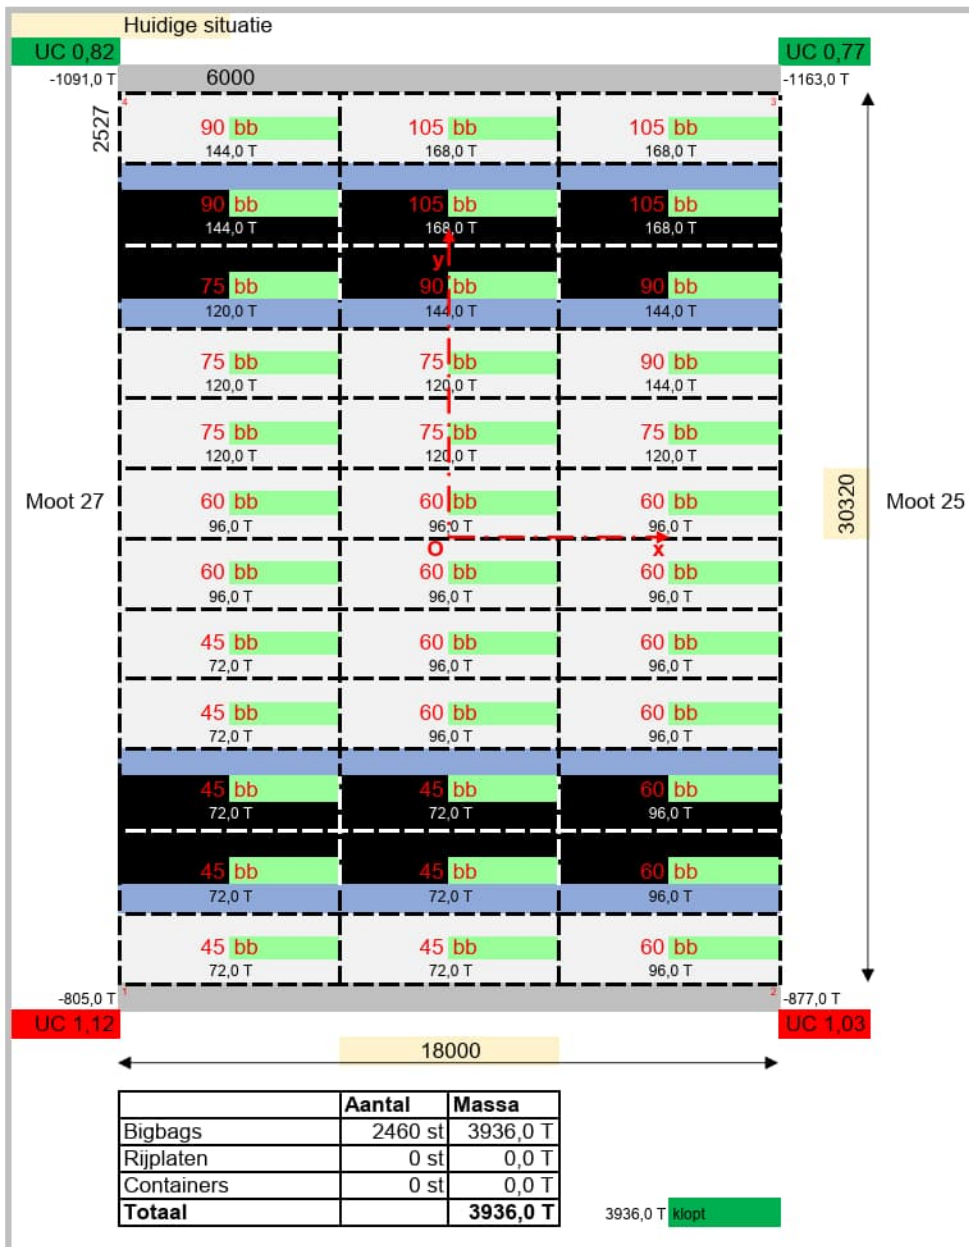 Huidige situatie
UC 0,82 UC 0,77
-1091,0 T 6000 -1163,0 T
4 3
2527
90 bb 105 bb 105 bb
144,0 T 168,0 T 168,0 T
90 bb 105 bb 105 bb
144,0 T 168,0 T 168,0 T
y
75 bb 90 bb 90 bb
120,0 T 144,0 T 144,0 T
75 bb 75 bb 90 bb
120,0 T 120,0 T 144,0 T
75 bb 75 bb 75 bb
120,0 T 120,0 T 120,0 T
Moot 27 60 bb 60 bb 60 bb 30320 Moot 25
96,0 T 96,0 T 96,0 T
O x
60 bb 60 bb 60 bb
96,0 T 96,0 T 96,0 T
45 bb 60 bb 60 bb
72,0 T 96,0 T 96,0 T
45 bb 60 bb 60 bb
72,0 T 96,0 T 96,0 T
45 bb 45 bb 60 bb
72,0 T 72,0 T 96,0 T
45 bb 45 bb 60 bb
72,0 T 72,0 T 96,0 T
45 bb 45 bb 60 bb
72,0 T 72,0 T 96,0 T
-805,0 T 1 2 -877,0 T
UC 1,12 UC 1,03
18000
Aantal Massa
Bigbags 2460 st 3936,0 T
Rijplaten 0 st 0,0 T
Containers 0 st 0,0 T
Totaal 3936,0 T 3936,0 T klopt